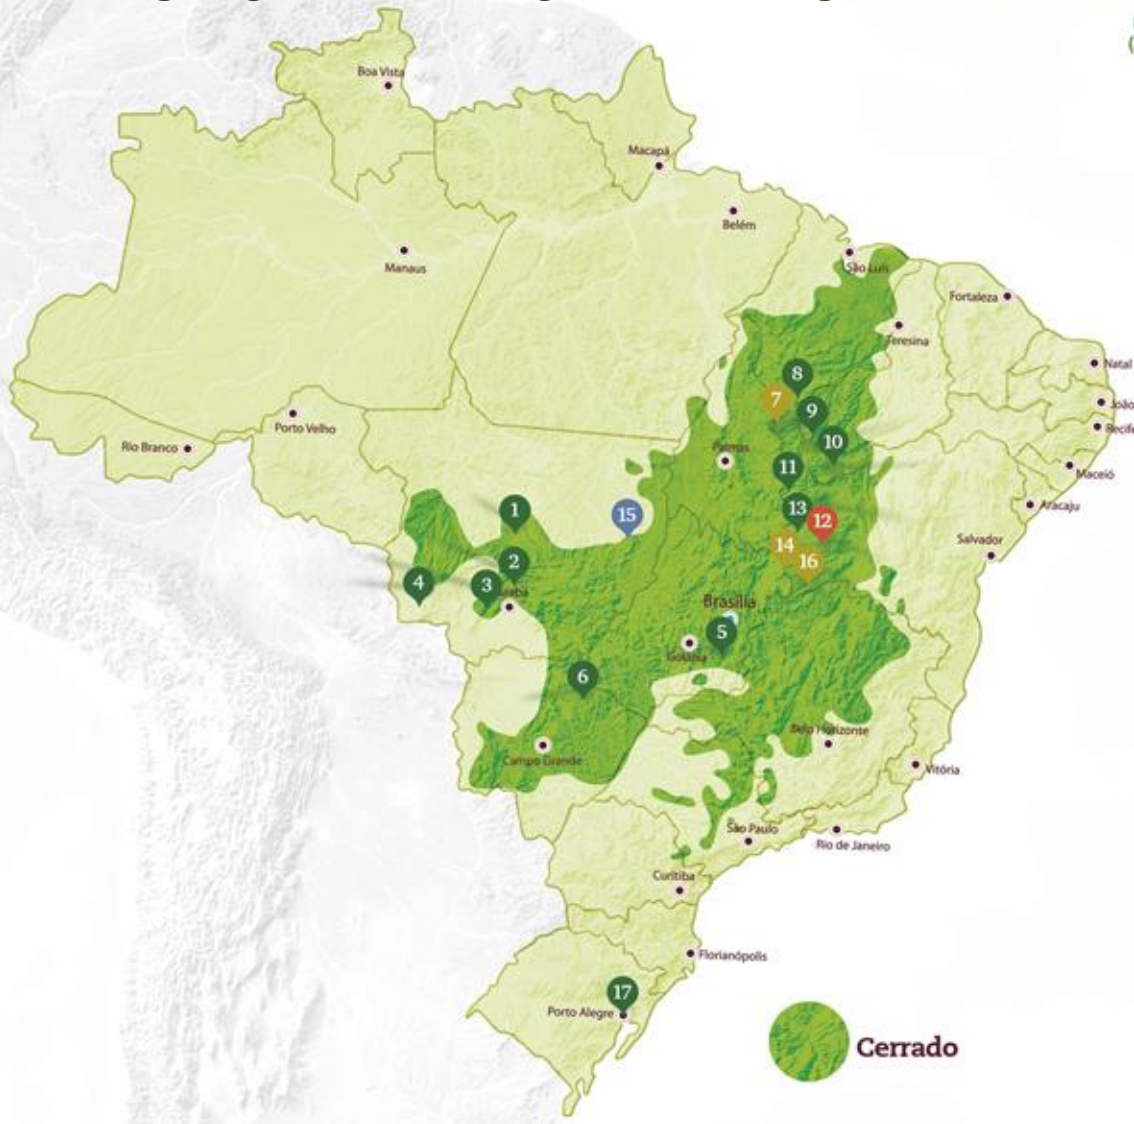 Boa Vista
Macapá
Belém
Manaus
São Luís
Fortaleza
Teresina
Natal
8
7
João
9
Recife
Porto Velho
10
Rio Branco
Palmas
11
Maceió
1
13
Aracaju
15
12
Salvador
14
2
16
4
3
Brasília
5
Goiânia
6
Belo Horizonte
Campo Grande
Vitória
São Paulo
Rio de Janeiro
Curitiba
Florianópolis
17
Porto Alegre
Cerrado